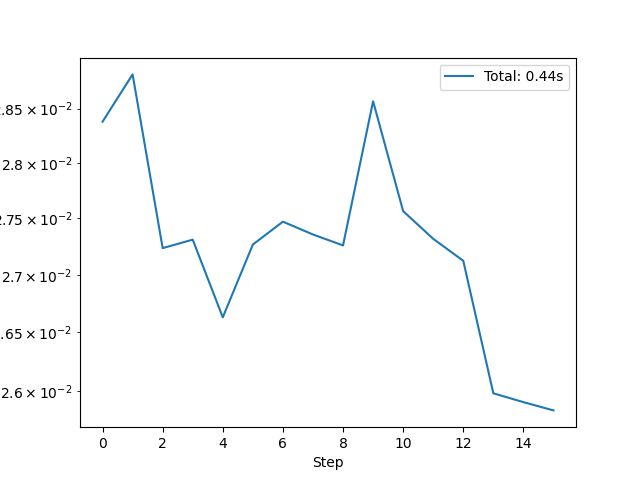 Total: 0.44s
2.85 × 10⁻²
2.8 × 10⁻²
2.75 × 10⁻²
2.7 × 10⁻²
2.65 × 10⁻²
2.6 × 10⁻²
0 2 4 6 8 10 12 14
Step